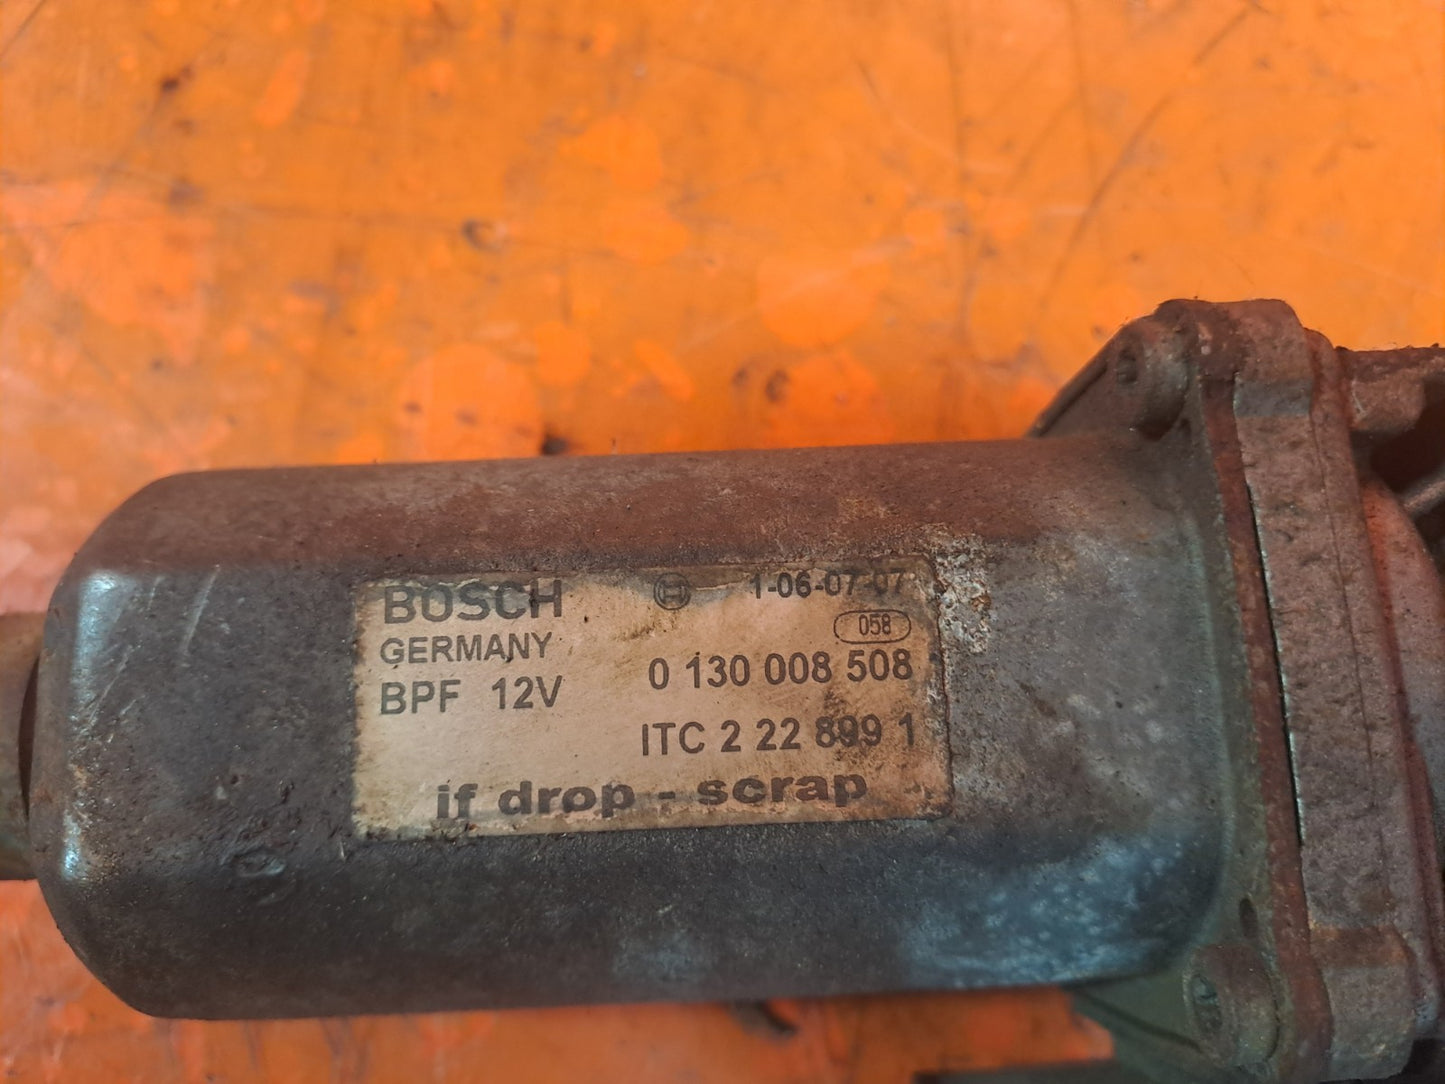 BOSCH 1-06-07-07
058
GERMANY
0 130 008 508
BPF 12V
ITC 2 22 899 1
if drop - scrap